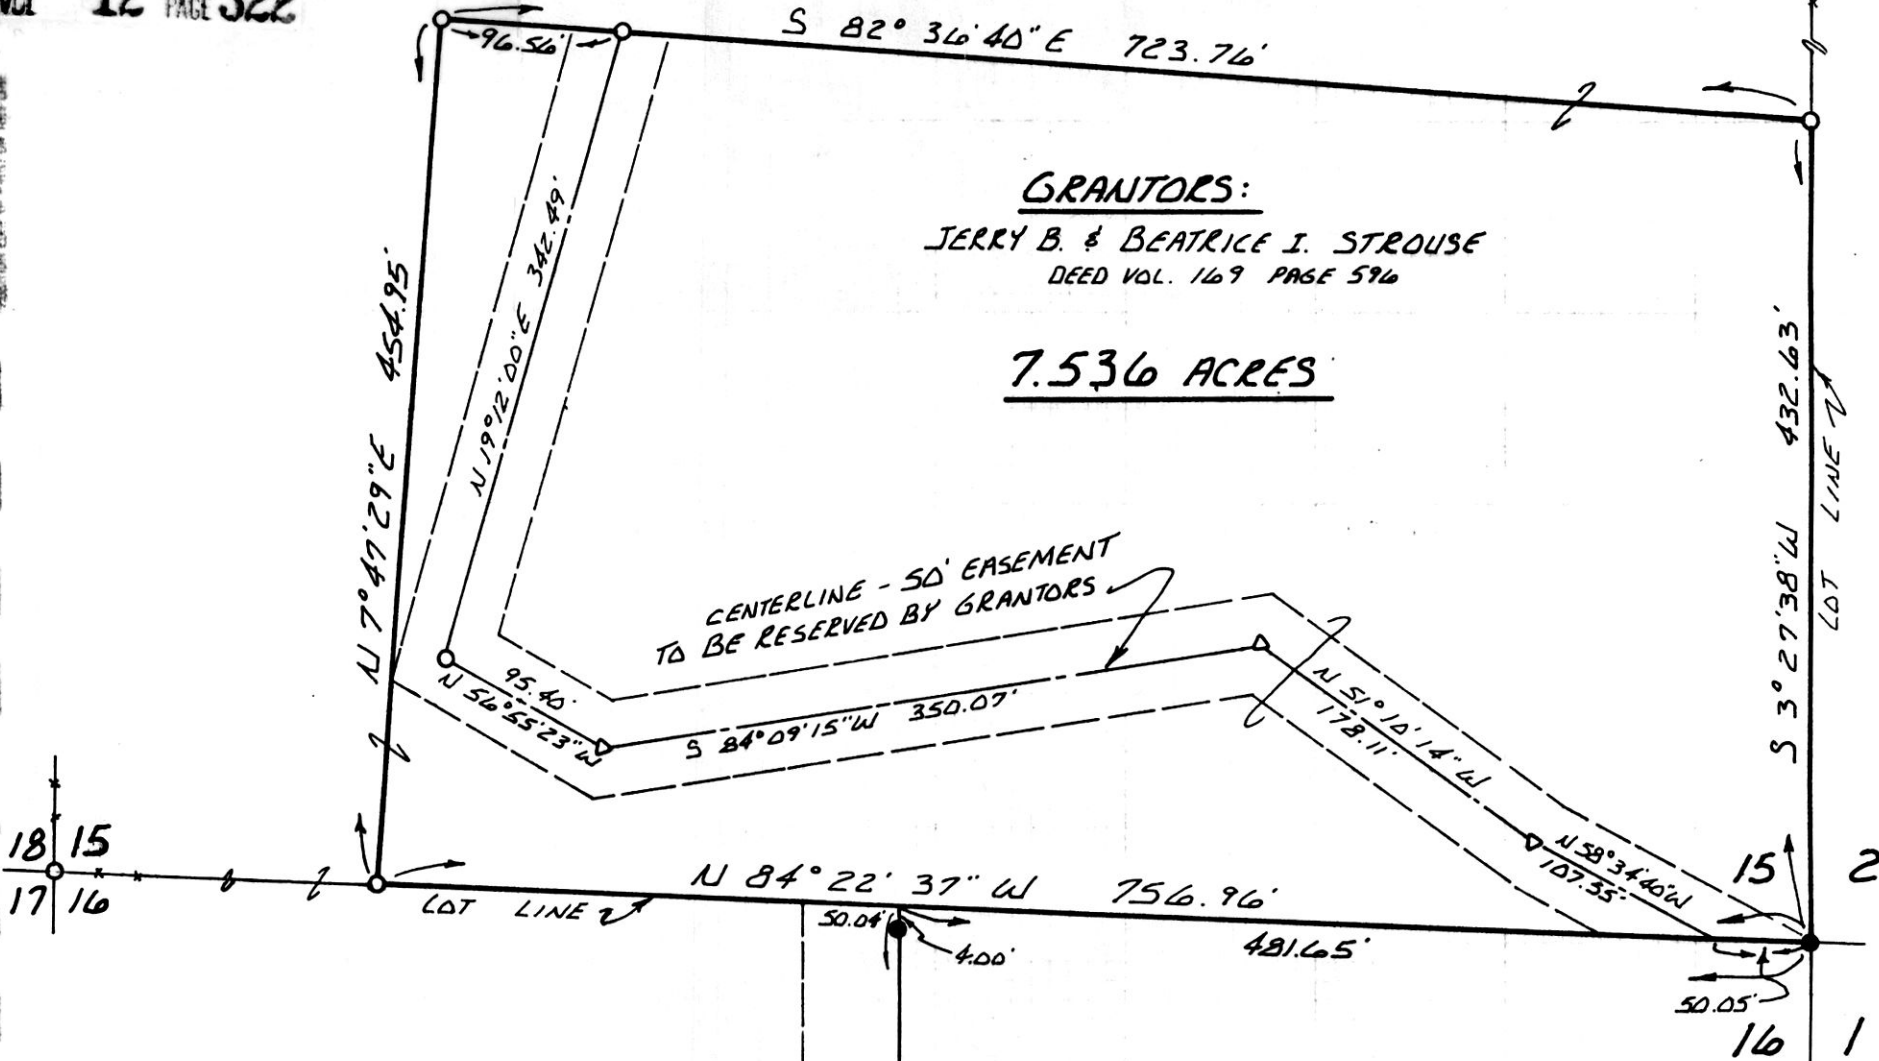 VOL 12 PAGE 322
96.56'
S 82° 36' 40" E 723.76'
GRANTORS:
JERRY B. & BEATRICE I. STROUSE
DEED VOL. 169 PAGE 596
7.536 ACRES
N 7° 47' 29" E 454.95'
N 19° 12' 00" E 342.49'
S 3° 27' 38" W 432.63'
LOT LINE
CENTERLINE - 50' EASEMENT
TO BE RESERVED BY GRANTORS
95.40'
N 56° 55' 23" W
S 84° 09' 15" W 350.07'
N 51° 10' 14" W
178.11'
N 58° 34' 40" W
107.55'
18 15
17 16
N 84° 22' 37" W 756.96'
LOT LINE
50.04'
4.00'
481.65'
50.05'
15 2
16 1